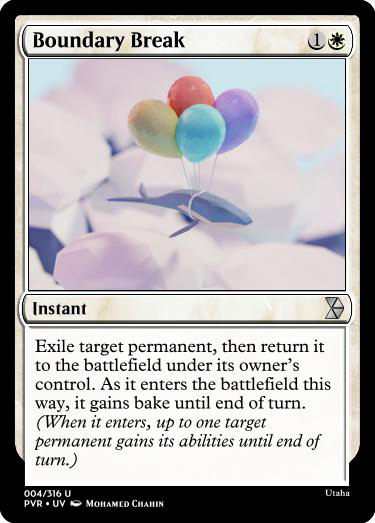 Boundary Break 1
Instant
Exile target permanent, then return it
to the battlefield under its owner's
control. As it enters the battlefield this
way, it gains bake until end of turn.
(When it enters, up to one target
permanent gains its abilities until end of
turn.)
004/316 U Utaha
PVR • UV Mohamed Chahin